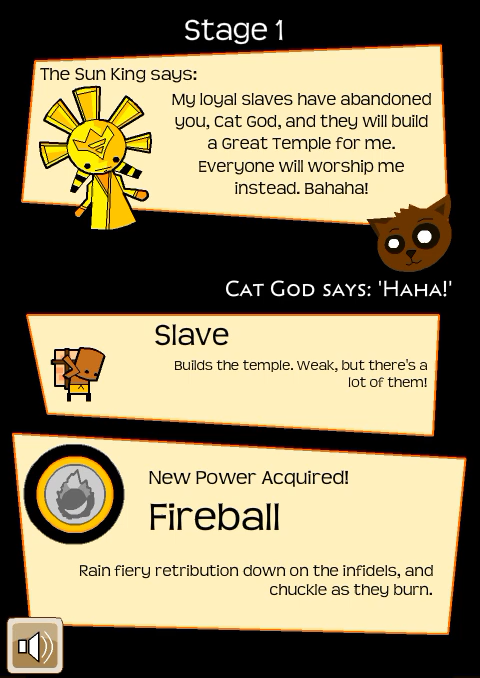 Stage 1
The Sun King says:
My loyal slaves have abandoned
you, Cat God, and they will build
a Great Temple for me.
Everyone will worship me
instead. Bahaha!
Cat God says: 'Haha!'
Slave
Builds the temple. Weak, but there's a
lot of them!
New Power Acquired!
Fireball
Rain fiery retribution down on the infidels, and
chuckle as they burn.